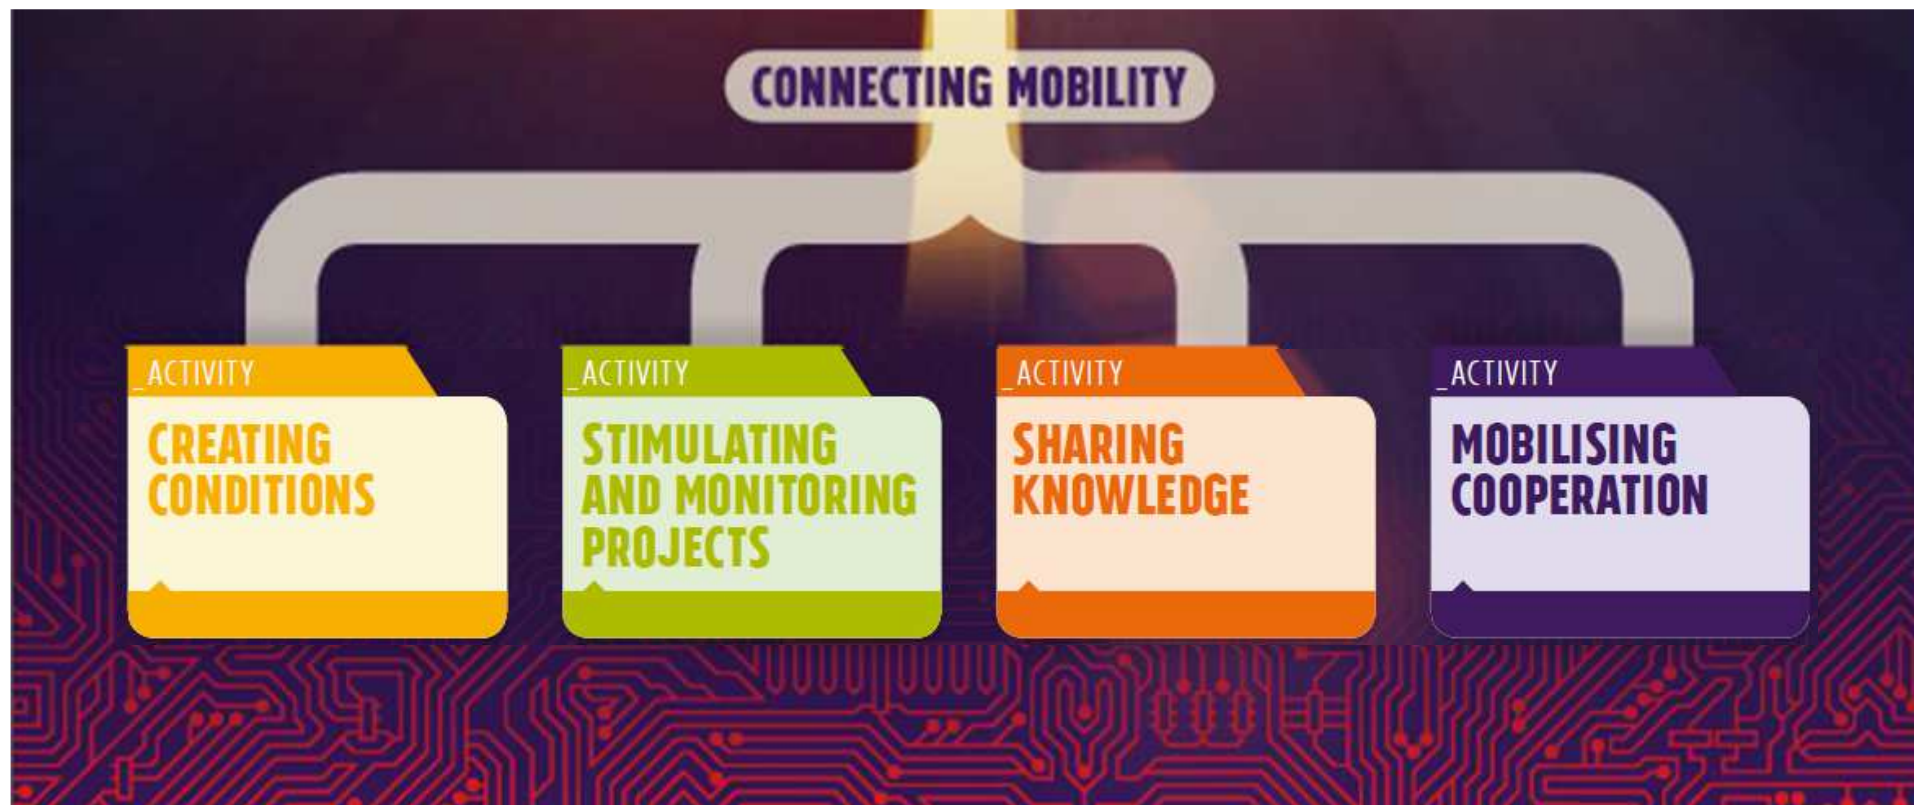 CONNECTING MOBILITY
_ACTIVITY
CREATING
CONDITIONS
_ACTIVITY
STIMULATING
AND MONITORING
PROJECTS
_ACTIVITY
SHARING
KNOWLEDGE
_ACTIVITY
MOBILISING
COOPERATION